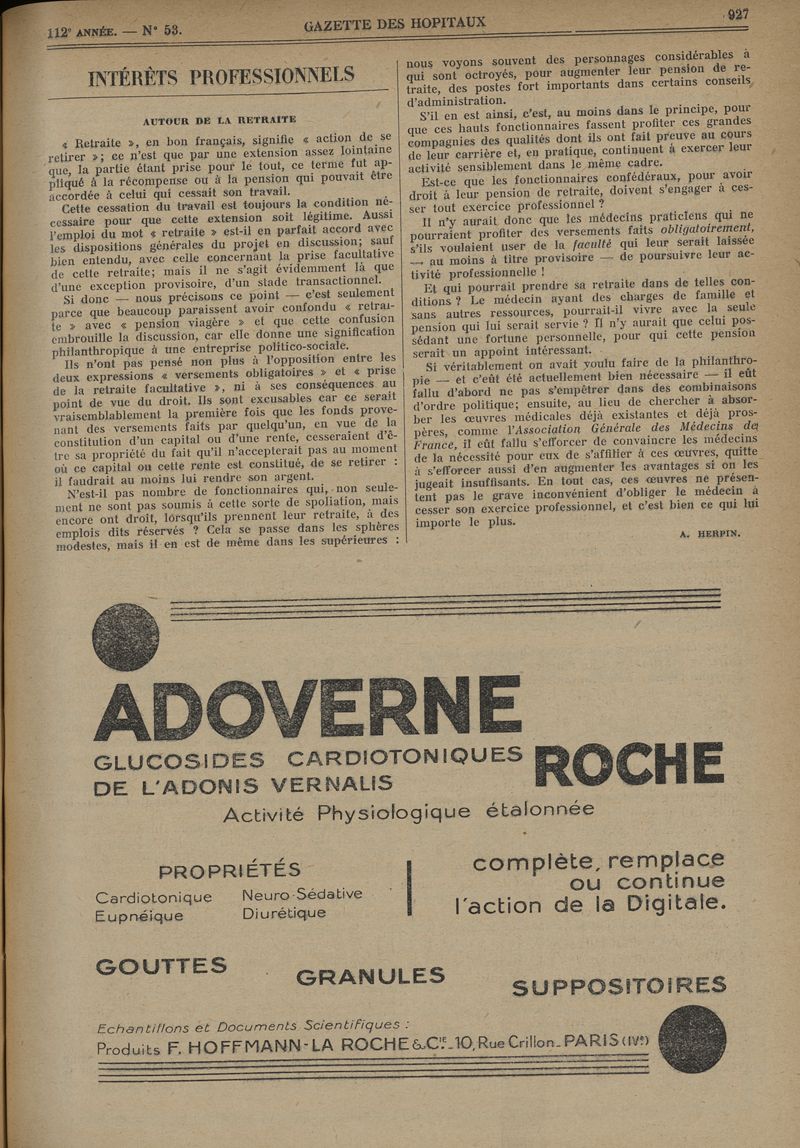 112e ANNÉE. — N° 53.
GAZETTE DES HOPITAUX
927
INTÉRÊTS PROFESSIONNELS
AUTOUR DE LA RETRAITE
« Retraite », en bon français, signifie « action de se
retirer »; ce n'est que par une extension assez lointaine
que, la partie étant prise pour le tout, ce terme fut ap-
pliqué à la récompense ou à la pension qui pouvait être
accordée à celui qui cessait son travail.
Cette cessation du travail est toujours la condition né-
cessaire pour que cette extension soit légitime. Aussi
l'emploi du mot « retraite » est-il en parfait accord avec
les dispositions générales du projet en discussion; sauf
bien entendu, avec celle concernant la prise facultative
de cette retraite; mais il ne s'agit évidemment là que
d'une exception provisoire, d'un stade transactionnel.
Si donc — nous précisons ce point — c'est seulement
parce que beaucoup paraissent avoir confondu « retrai-
te » avec « pension viagère » et que cette confusion
embrouille la discussion, car elle donne une signification
philanthropique à une entreprise politico-sociale.
Ils n'ont pas pensé non plus à l'opposition entre les
deux expressions « versements obligatoires » et « prise
de la retraite facultative », ni à ses conséquences au
point de vue du droit. Ils sont excusables car ce serait
vraisemblablement la première fois que les fonds prove-
nant des versements faits par quelqu'un, en vue de la
constitution d'un capital ou d'une rente, cesseraient d'ê-
tre sa propriété du fait qu'il n'accepterait pas au moment
où ce capital ou cette rente est constitué, de se retirer :
il faudrait au moins lui rendre son argent.
N'est-il pas nombre de fonctionnaires qui, non seule-
ment ne sont pas soumis à cette sorte de spoliation, mais
encore ont droit, lorsqu'ils prennent leur retraite, à des
emplois dits réservés ? Cela se passe dans les sphères
modestes, mais il en est de même dans les supérieures :
nous voyons souvent des personnages considérables à
qui sont octroyés, pour augmenter leur pension de re-
traite, des postes fort importants dans certains conseils
d'administration.
S'il en est ainsi, c'est, au moins dans le principe, pour
que ces hauts fonctionnaires fassent profiter ces grandes
compagnies des qualités dont ils ont fait preuve au cours
de leur carrière et, en pratique, continuent à exercer leur
activité sensiblement dans le même cadre.
Est-ce que les fonctionnaires confédéraux, pour avoir
droit à leur pension de retraite, doivent s'engager à ces-
ser tout exercice professionnel ?
Il n'y aurait donc que les médecins praticiens qui ne
pourraient profiter des versements faits obligatoirement,
s'ils voulaient user de la faculté qui leur serait laissée
— au moins à titre provisoire — de poursuivre leur ac-
tivité professionnelle !
Et qui pourrait prendre sa retraite dans de telles con-
ditions ? Le médecin ayant des charges de famille et
sans autres ressources, pourrait-il vivre avec la seule
pension qui lui serait servie ? Il n'y aurait que celui pos-
sédant une fortune personnelle, pour qui cette pension
serait un appoint intéressant.
Si véritablement on avait voulu faire de la philanthro-
pie — et c'eût été actuellement bien nécessaire — il eût
fallu d'abord ne pas s'empêtrer dans des combinaisons
d'ordre politique; ensuite, au lieu de chercher à absor-
ber les œuvres médicales déjà existantes et déjà pros-
pères, comme l'Association Générale des Médecins de
France, il eût fallu s'efforcer de convaincre les médecins
de la nécessité pour eux de s'affilier à ces œuvres, quitte
à s'efforcer aussi d'en augmenter les avantages si on les
jugeait insuffisants. En tout cas, ces œuvres ne présen-
tent pas le grave inconvénient d'obliger le médecin à
cesser son exercice professionnel, et c'est bien ce qui lui
importe le plus.
A. HERPIN.
ADOVERNE
GLUCOSIDES CARDIOTONIQUES
DE L'ADONIS VERNALIS
ROCHE
Activité Physiologique étalonnée
PROPRIÉTÉS
Cardiotonique Neuro-Sédative
Eupnéique Diurétique
complète, remplace
ou continue
l'action de la Digitale.
GOUTTES
GRANULES
SUPPOSITOIRES
Echantillons et Documents Scientifiques :
Produits F. HOFFMANN-LA ROCHE & Cie_10, Rue Crillon_PARIS (IVe)